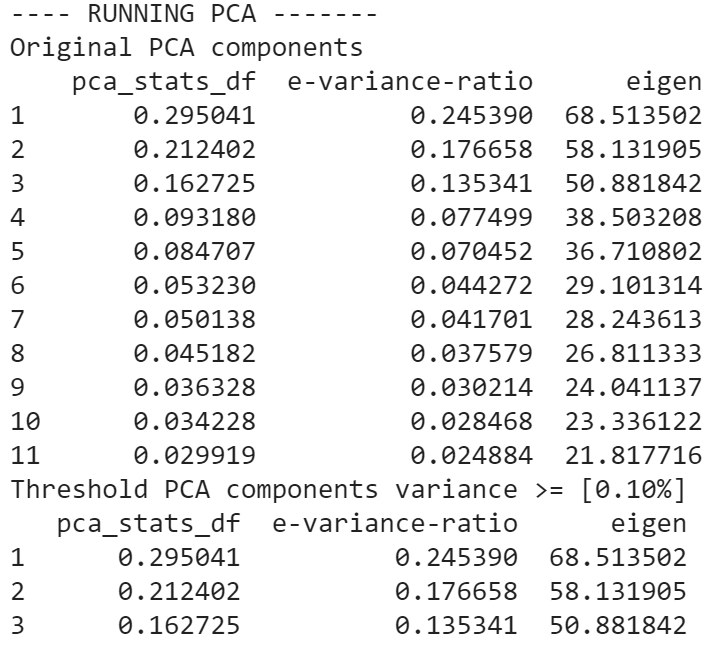 ---- RUNNING PCA -------
Original PCA components
pca_stats_df e-variance-ratio eigen
1 0.295041 0.245390 68.513502
2 0.212402 0.176658 58.131905
3 0.162725 0.135341 50.881842
4 0.093180 0.077499 38.503208
5 0.084707 0.070452 36.710802
6 0.053230 0.044272 29.101314
7 0.050138 0.041701 28.243613
8 0.045182 0.037579 26.811333
9 0.036328 0.030214 24.041137
10 0.034228 0.028468 23.336122
11 0.029919 0.024884 21.817716
Threshold PCA components variance >= [0.10%]
pca_stats_df e-variance-ratio eigen
1 0.295041 0.245390 68.513502
2 0.212402 0.176658 58.131905
3 0.162725 0.135341 50.881842